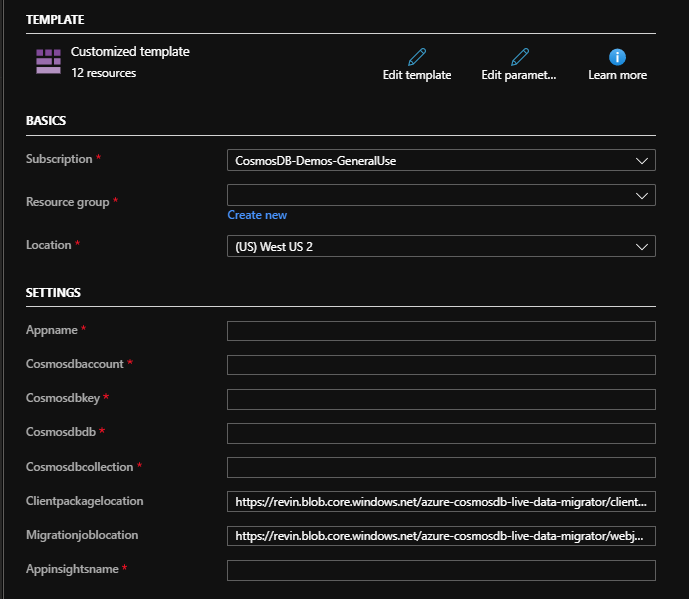 TEMPLATE
Customized template
12 resources
Edit template
Edit paramet...
Learn more
BASICS
Subscription *
CosmosDB-Demos-GeneralUse
Resource group *
Create new
Location *
(US) West US 2
SETTINGS
Appname *
Cosmosdbaccount *
Cosmosdbkey *
Cosmosdbdb *
Cosmosdbcollection *
Clientpackagelocation
https://revin.blob.core.windows.net/azure-cosmosdb-live-data-migrator/client...
Migrationjoblocation
https://revin.blob.core.windows.net/azure-cosmosdb-live-data-migrator/webj...
Appinsightsname *